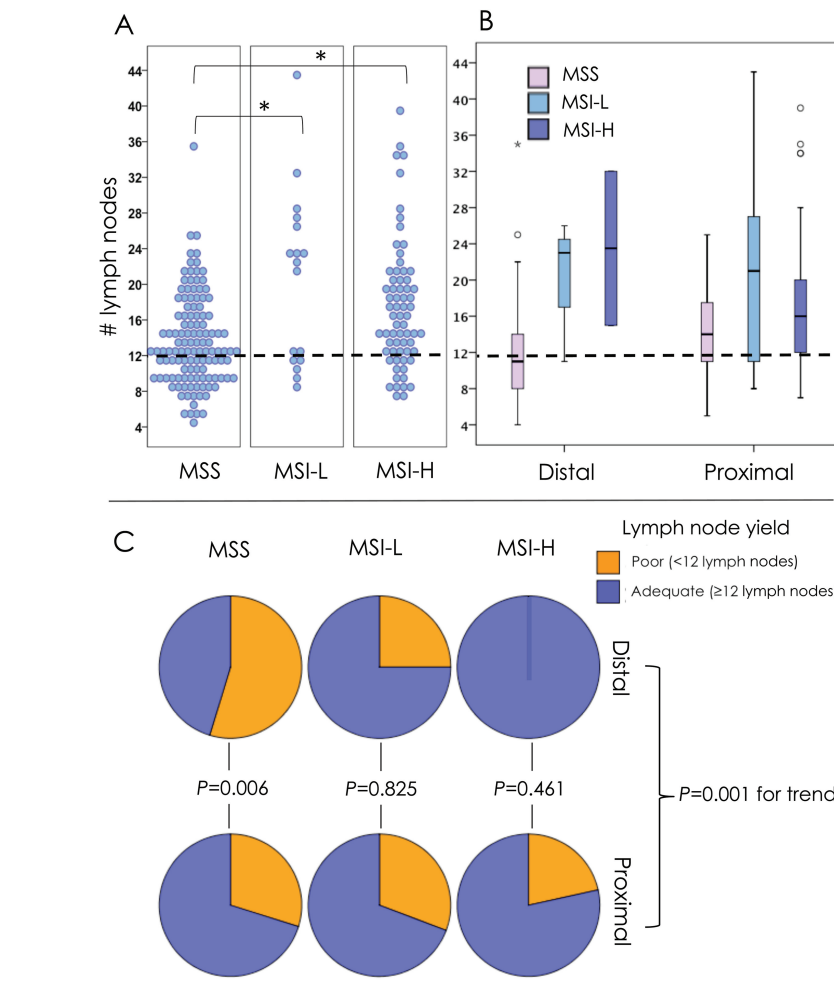 A
B
44
40
36
32
28
24
20
16
12
8
4
# lymph nodes
*
*
MSS
MSI-L
MSI-H
44
40
36
32
28
24
20
16
12
8
4
MSS
MSI-L
MSI-H
*
Distal
Proximal
C
Lymph node yield
MSS
MSI-L
MSI-H
Poor (<12 lymph nodes)
Adequate (≥12 lymph nodes
Distal
P=0.006
P=0.825
P=0.461
P=0.001 for trend
Proximal